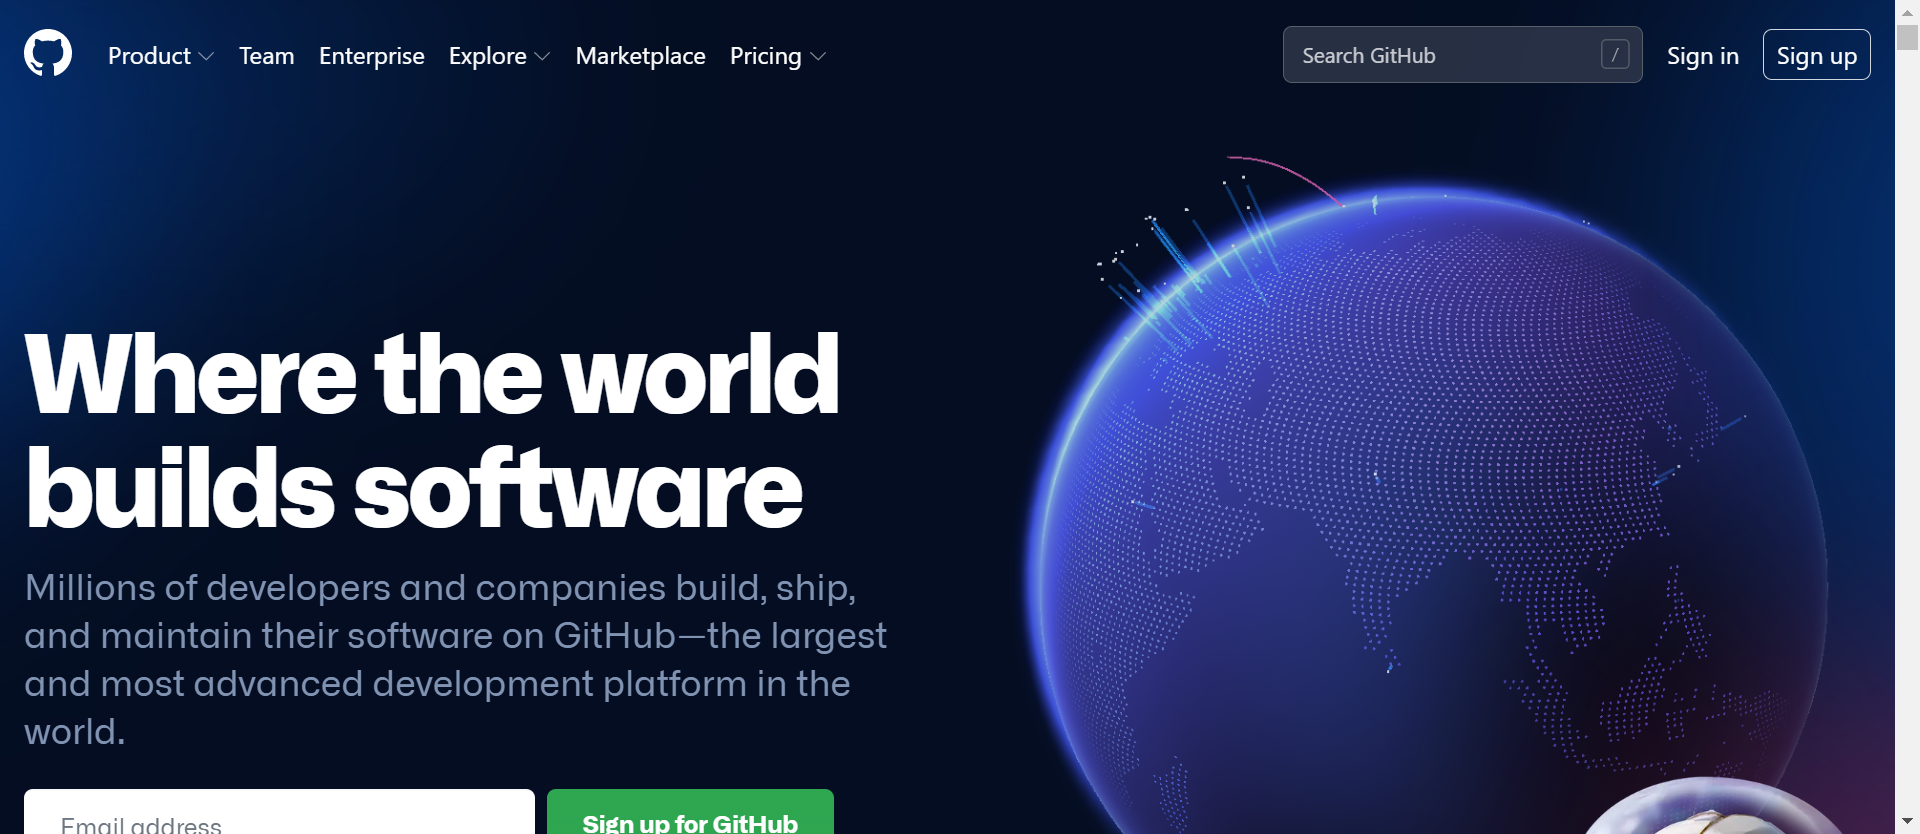 Product Team Enterprise Explore Marketplace Pricing Search GitHub / Sign in Sign up
Where the world
builds software
Millions of developers and companies build, ship,
and maintain their software on GitHub—the largest
and most advanced development platform in the
world.
Email address Sign up for GitHub